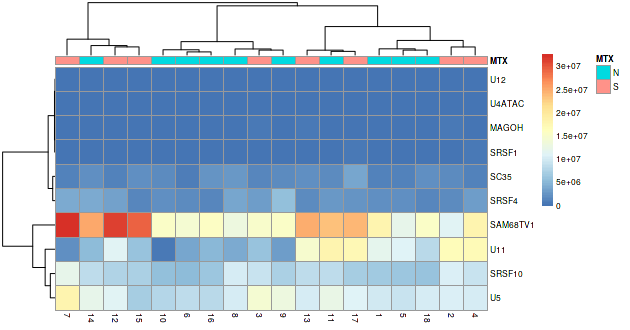 MTX
U12
U4ATAC
MAGOH
SRSF1
SC35
SRSF4
SAM68TV1
U11
SRSF10
U5
7 14 12 15 10 6 16 8 3 9 13 11 17 1 5 18 2 4
3e+07
2.5e+07
2e+07
1.5e+07
1e+07
5e+06
0
MTX
N
S